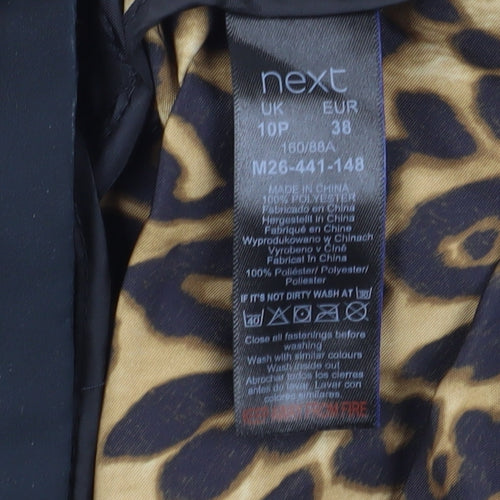 next
UK EUR
10P 38
160/88A
M26-441-148
MADE IN CHINA
100% POLYESTER
Fabricado en China
Hergestellt in China
Fabriqué en Chine
Wyprodukowano w Chinach
Vyrobeno v Číně
Fabricat în China
100% Poliéster/ Polyester/
Poliester
IF IT'S NOT DIRTY WASH AT 30
40
Close all fastenings before
washing
Wash with similar colours
Wash inside out
Abrochar todos los cierres
antes de lavar. Lavar con
colores similares.
KEEP AWAY FROM FIRE